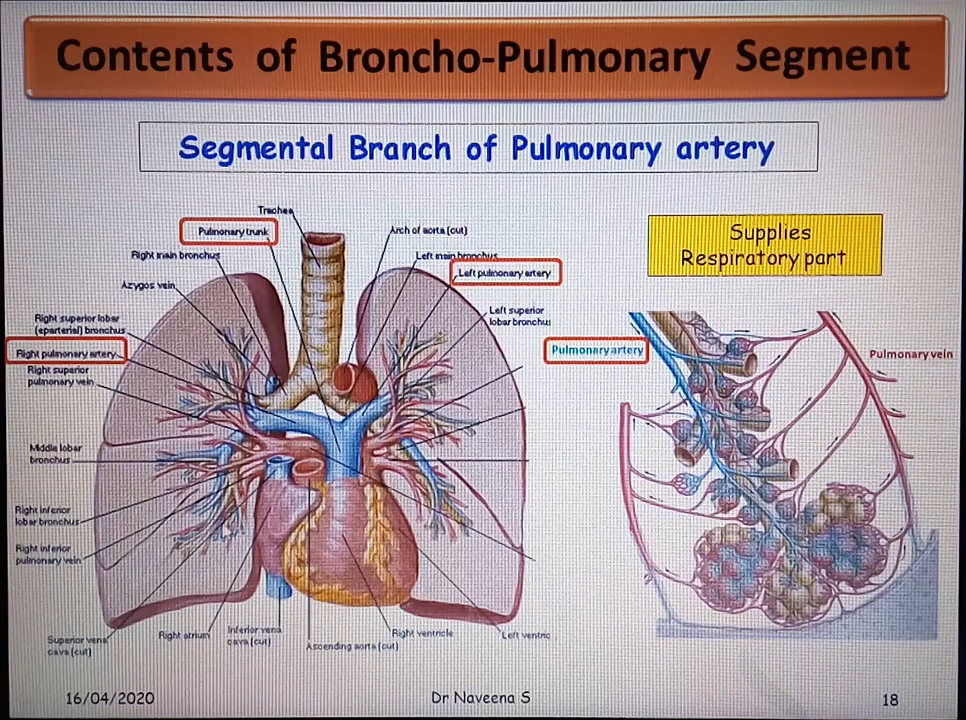 Contents of Broncho-Pulmonary Segment
Segmental Branch of Pulmonary artery
Trachea
Pulmonary trunk
Arch of aorta (cut)
Right main bronchus
Left main bronchus
Left pulmonary artery
Azygos vein
Right superior lobar
(eparterial) bronchus
Left superior
lobar bronchus
Right pulmonary artery
Right superior
pulmonary vein
Middle lobar
bronchus
Right inferior
lobar bronchus
Right inferior
pulmonary vein
Superior vena
cava (cut)
Right atrium
Inferior vena
cava (cut)
Ascending aorta (cut)
Right ventricle
Left ventric
Supplies
Respiratory part
Pulmonary artery
Pulmonary vein
16/04/2020
Dr Naveena S
18